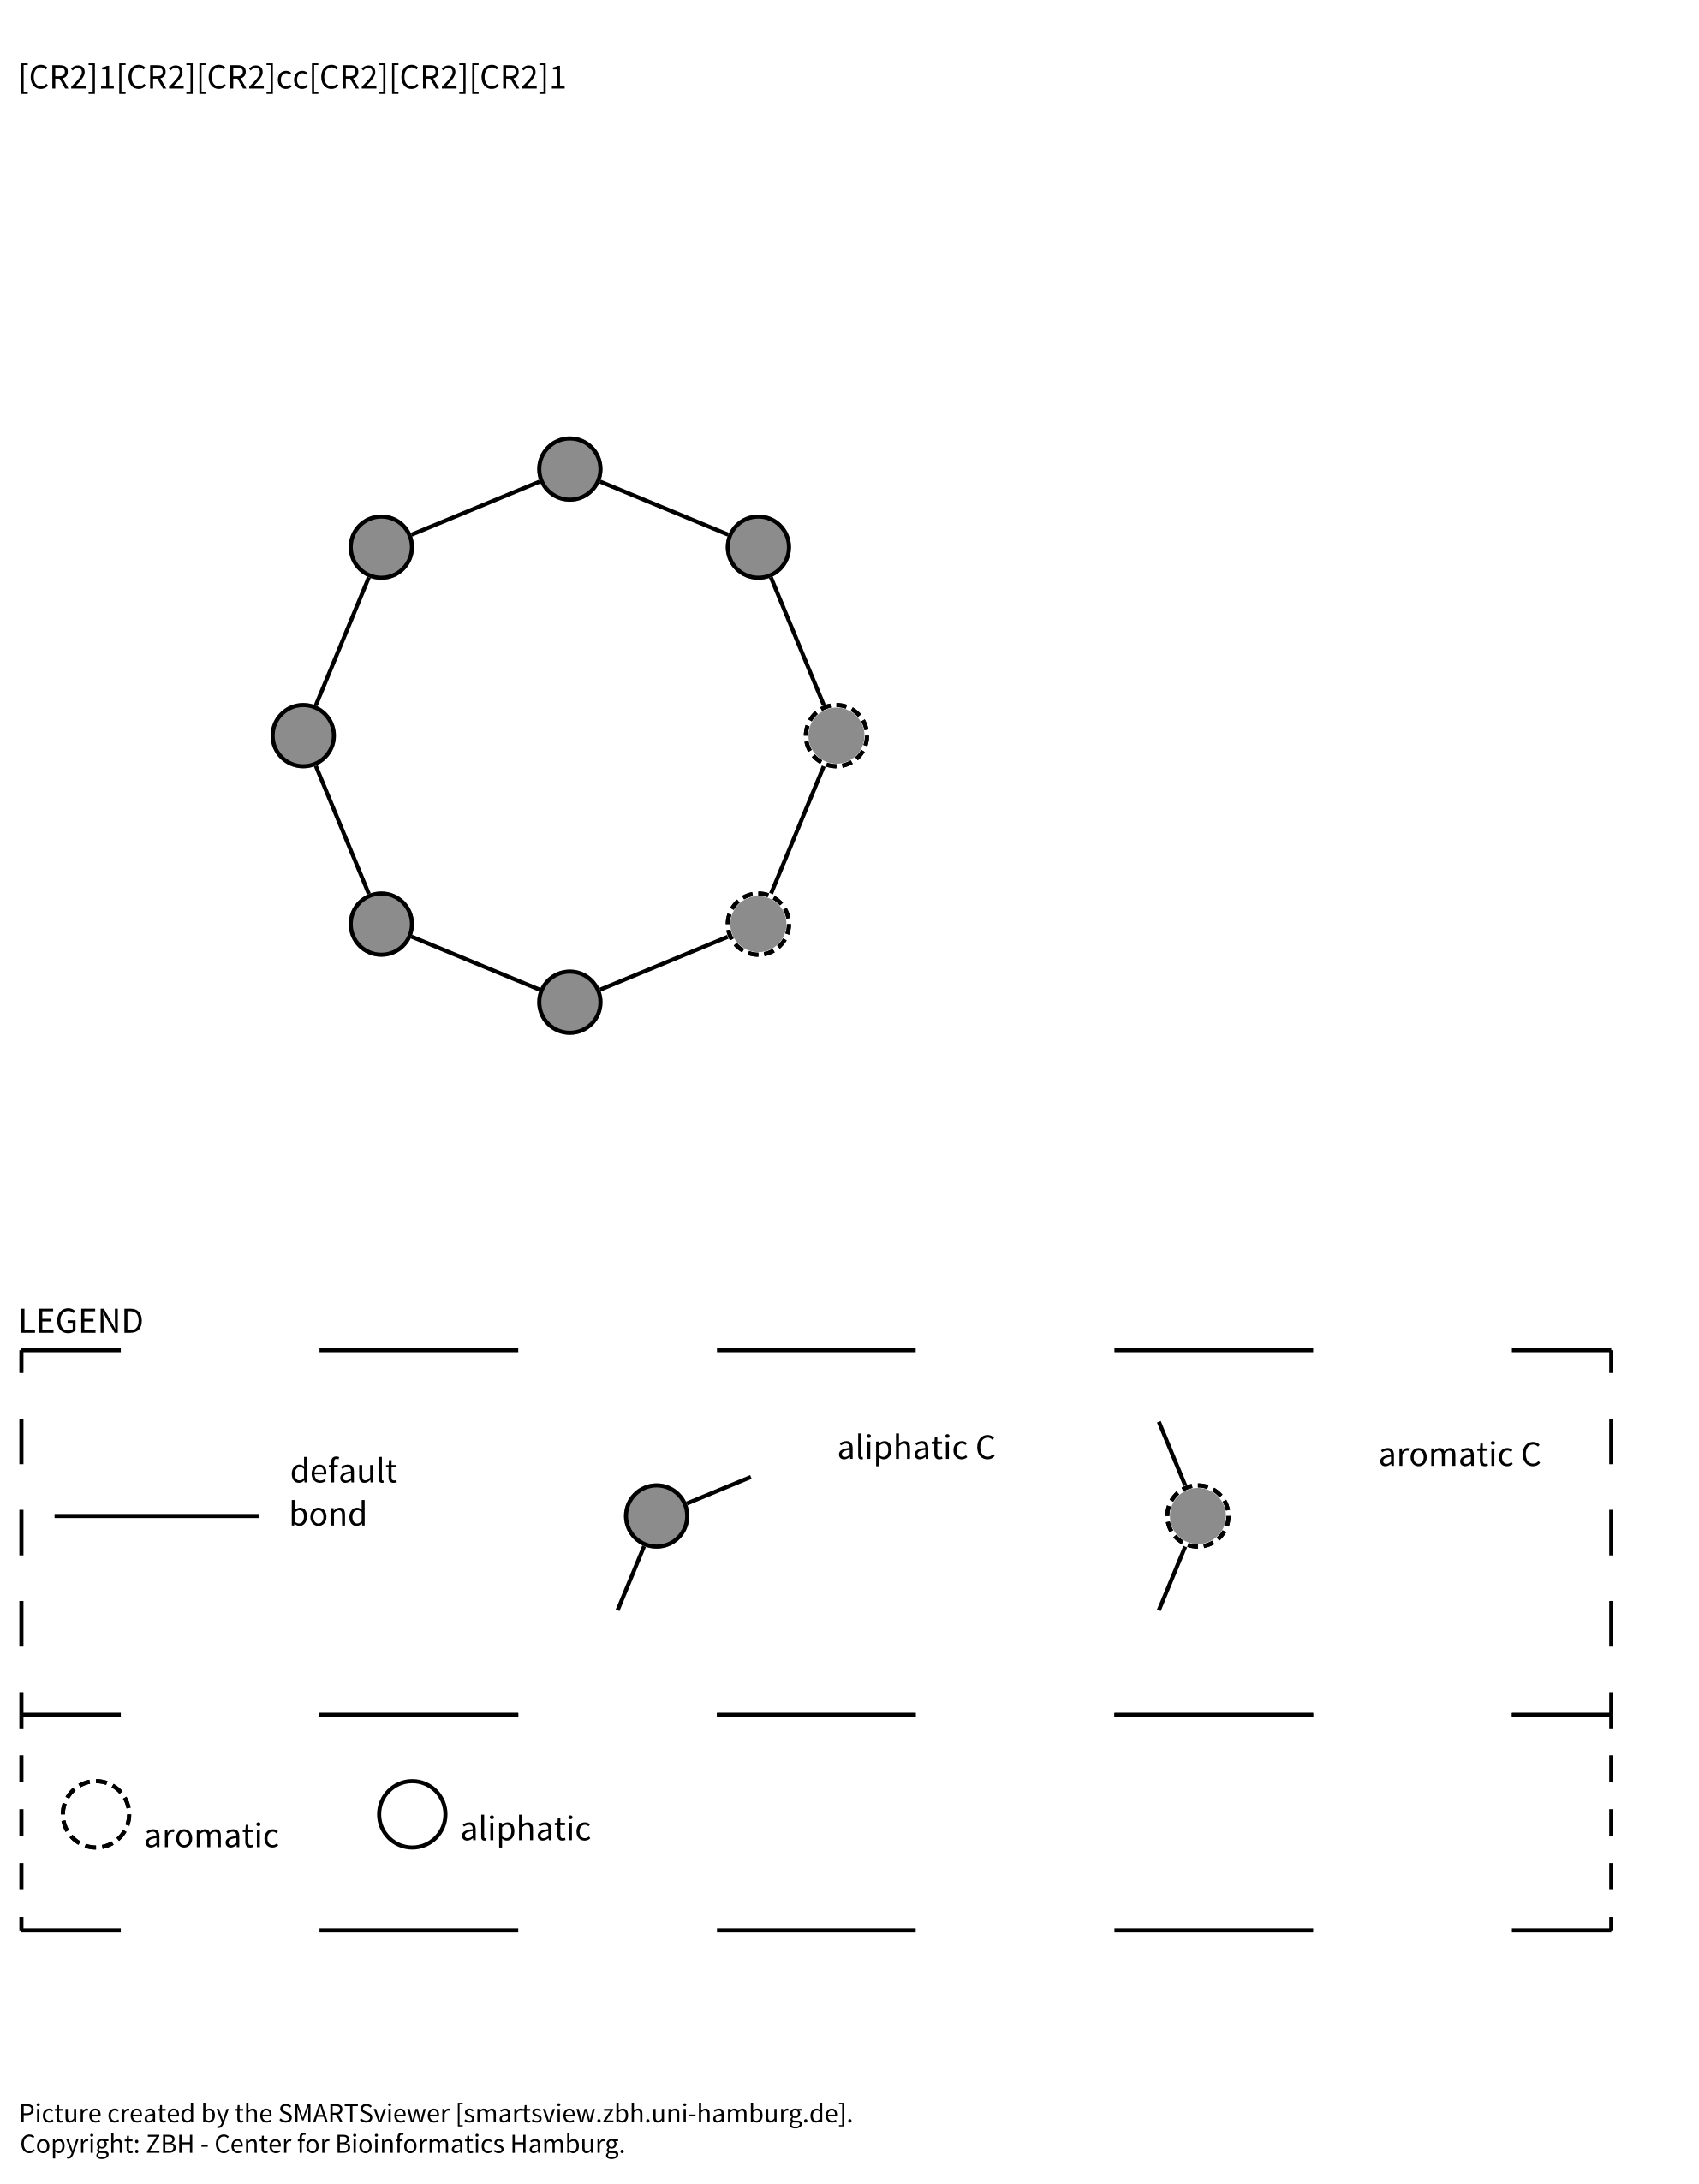 [CR2]1[CR2][CR2]cc[CR2][CR2][CR2]1
LEGEND
default
bond
aliphatic C
aromatic C
aromatic
aliphatic
Picture created by the SMARTSviewer [smartsview.zbh.uni-hamburg.de].
Copyright: ZBH - Center for Bioinformatics Hamburg.